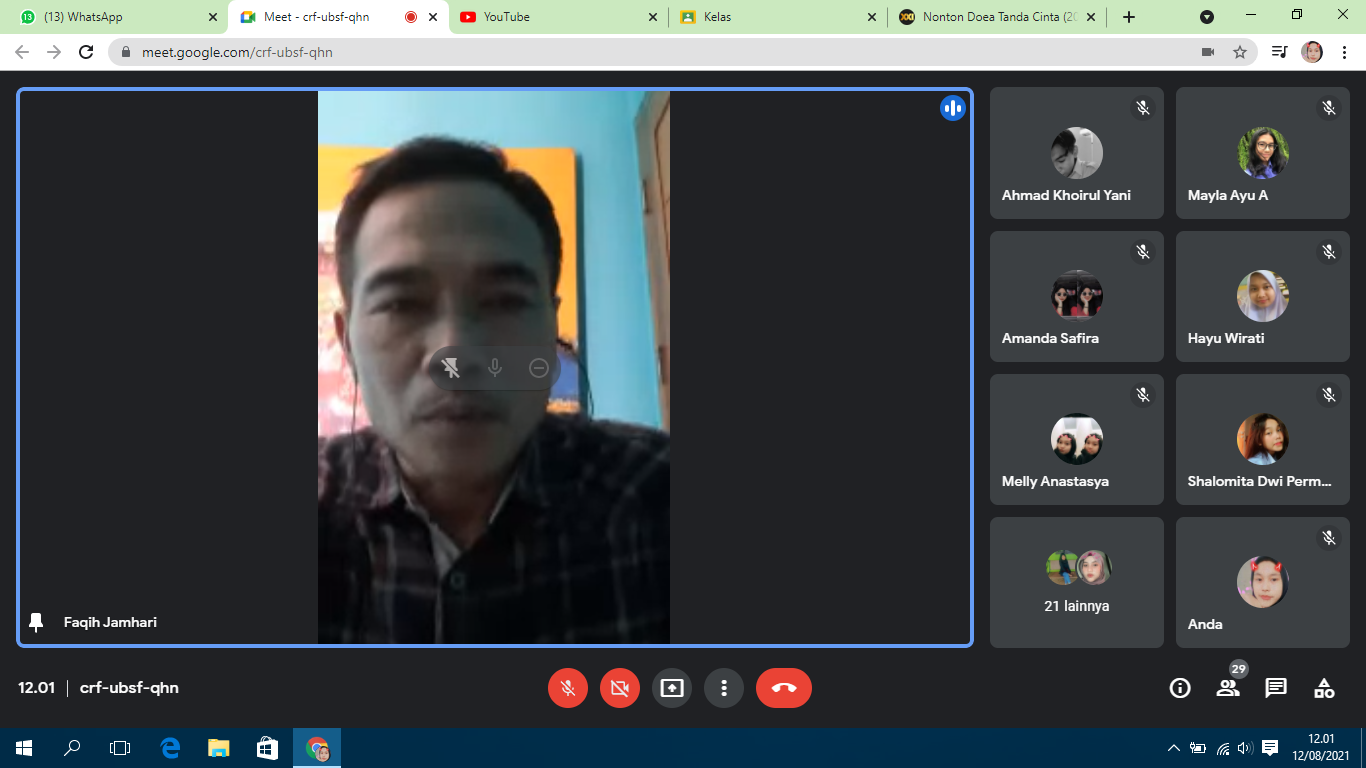 (13) WhatsApp
Meet - crf-ubsf-qhn
YouTube
Kelas
Nonton Doea Tanda Cinta (20
meet.google.com/crf-ubsf-qhn
Ahmad Khoirul Yani
Mayla Ayu A
Amanda Safira
Hayu Wirati
Melly Anastasya
Shalomita Dwi Perm...
21 lainnya
Anda
Faqih Jamhari
12.01 | crf-ubsf-qhn
29
12.01
12/08/2021